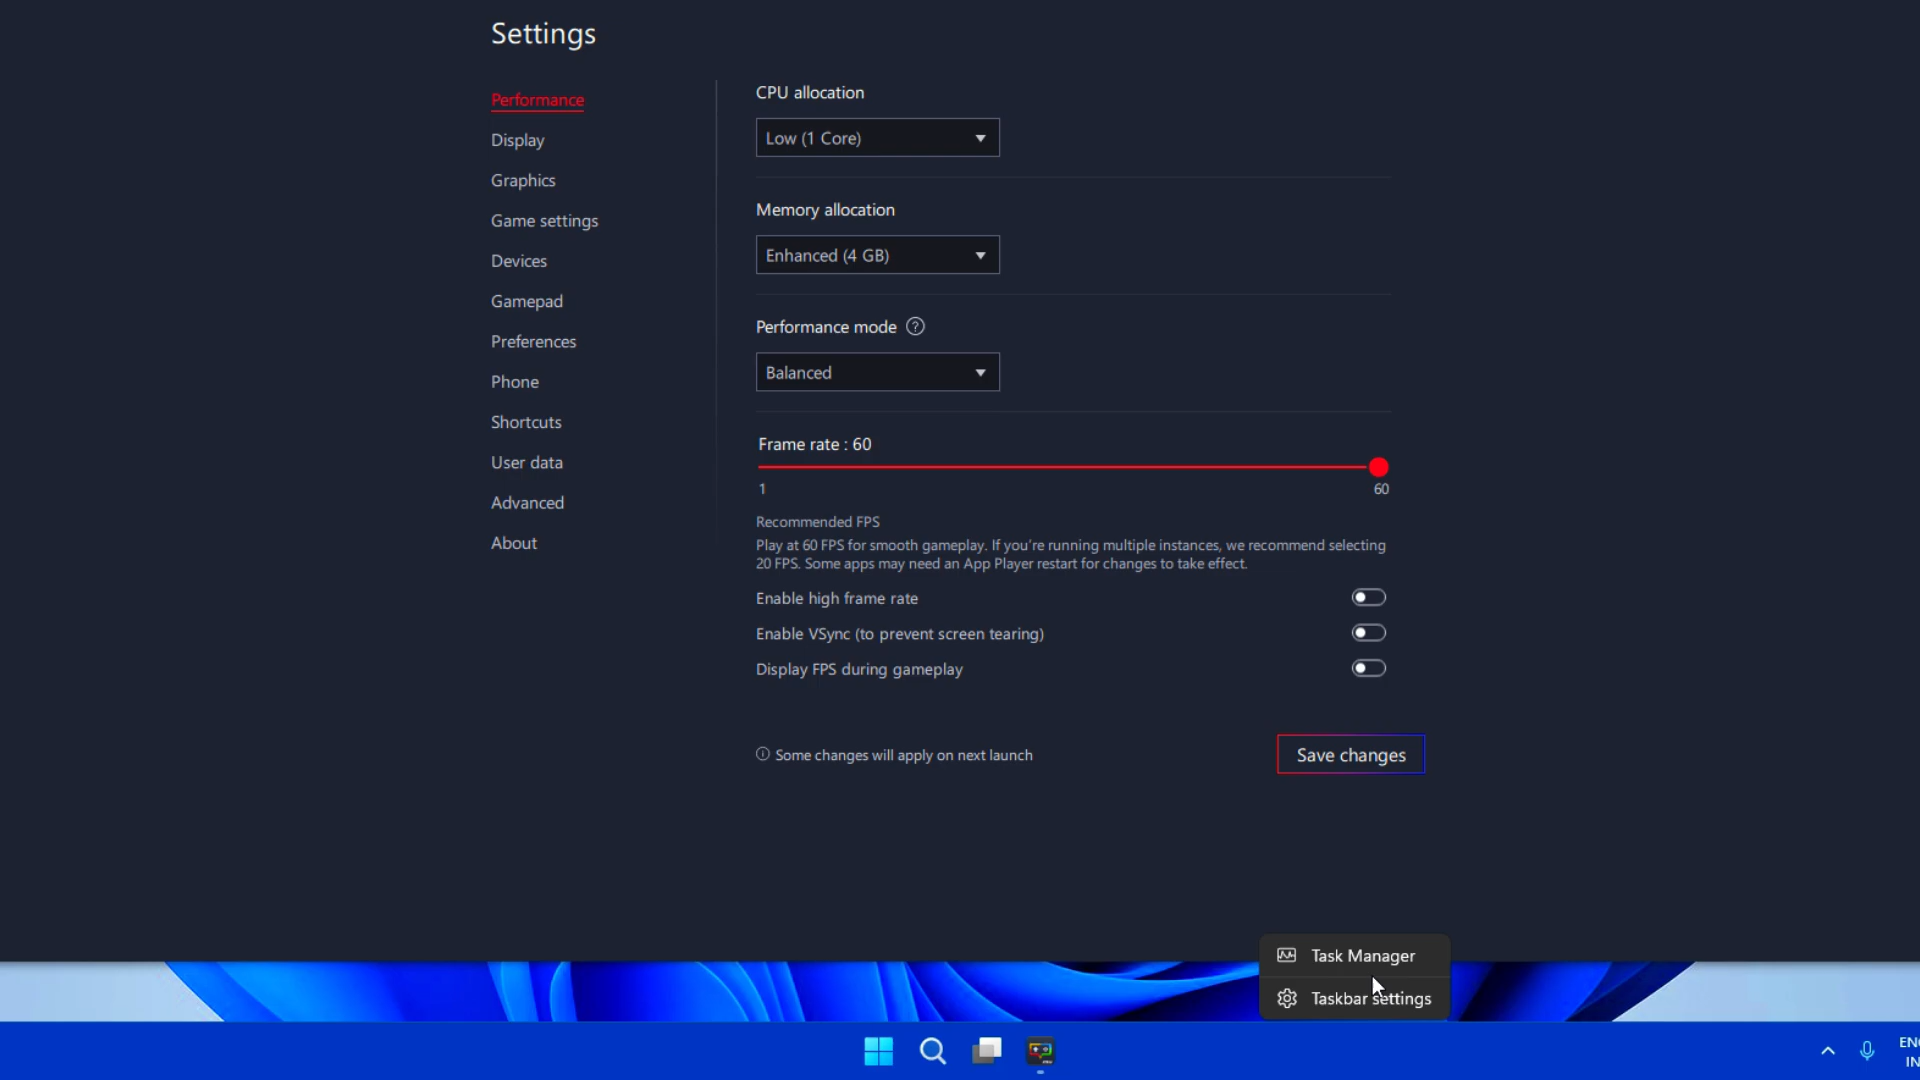 Settings
Performance
Display
Graphics
Game settings
Devices
Gamepad
Preferences
Phone
Shortcuts
User data
Advanced
About
CPU allocation
Low (1 Core)
Memory allocation
Enhanced (4 GB)
Performance mode ?
Balanced
Frame rate : 60
1 60
Recommended FPS
Play at 60 FPS for smooth gameplay. If you're running multiple instances, we recommend selecting
20 FPS. Some apps may need an App Player restart for changes to take effect.
Enable high frame rate
Enable VSync (to prevent screen tearing)
Display FPS during gameplay
Some changes will apply on next launch
Save changes
Task Manager
Taskbar settings